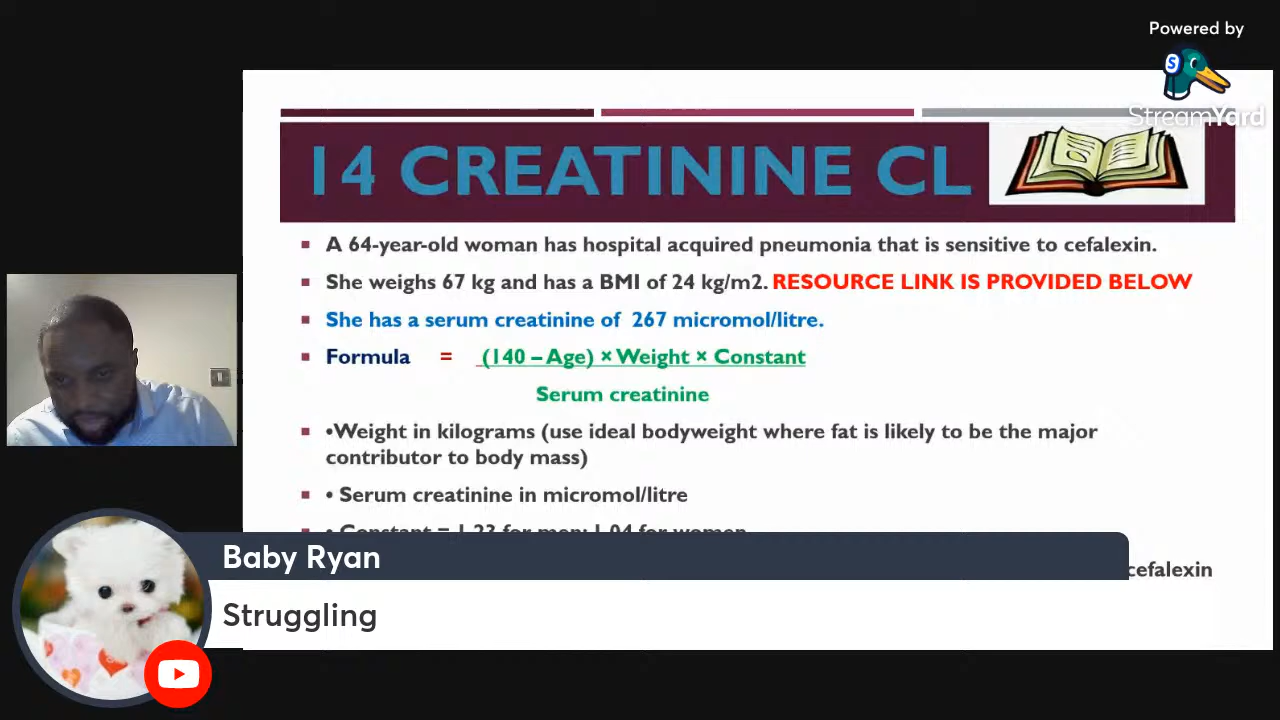 Powered by
StreamYard
14 CREATININE CL
A 64-year-old woman has hospital acquired pneumonia that is sensitive to cefalexin.
She weighs 67 kg and has a BMI of 24 kg/m2. RESOURCE LINK IS PROVIDED BELOW
She has a serum creatinine of 267 micromol/litre.
Formula = (140 – Age) × Weight × Constant
Serum creatinine
•Weight in kilograms (use ideal bodyweight where fat is likely to be the major
contributor to body mass)
• Serum creatinine in micromol/litre
• Constant = 1.23 for men; 1.04 for women
cefalexin
Baby Ryan
Struggling